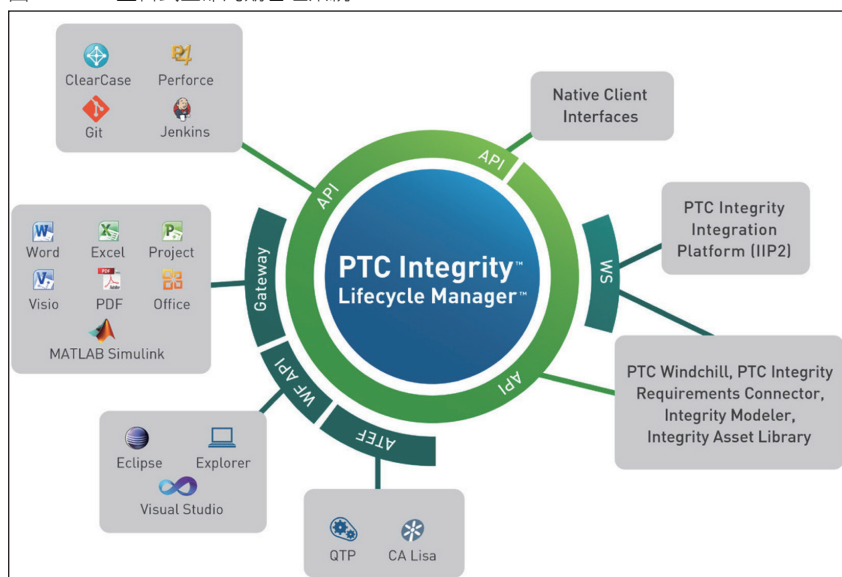 ClearCase
Perforce
Git
Jenkins
Native Client
Interfaces
API
API
PTC Integrity™
Lifecycle Manager™
API
Gateway
WF API
ATEF
WS
Word
Excel
Project
Visio
PDF
Office
MATLAB Simulink
PTC Integrity
Integration
Platform (IIP2)
PTC Windchill, PTC Integrity
Requirements Connector,
Integrity Modeler,
Integrity Asset Library
Eclipse
Explorer
Visual Studio
QTP
CA Lisa